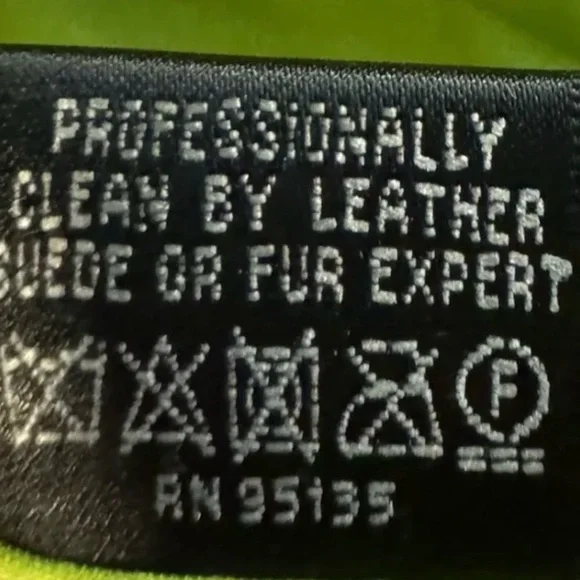 PROFESSIONALLY
CLEAN BY LEATHER
SUEDE OR FUR EXPERT
F
RN 95135